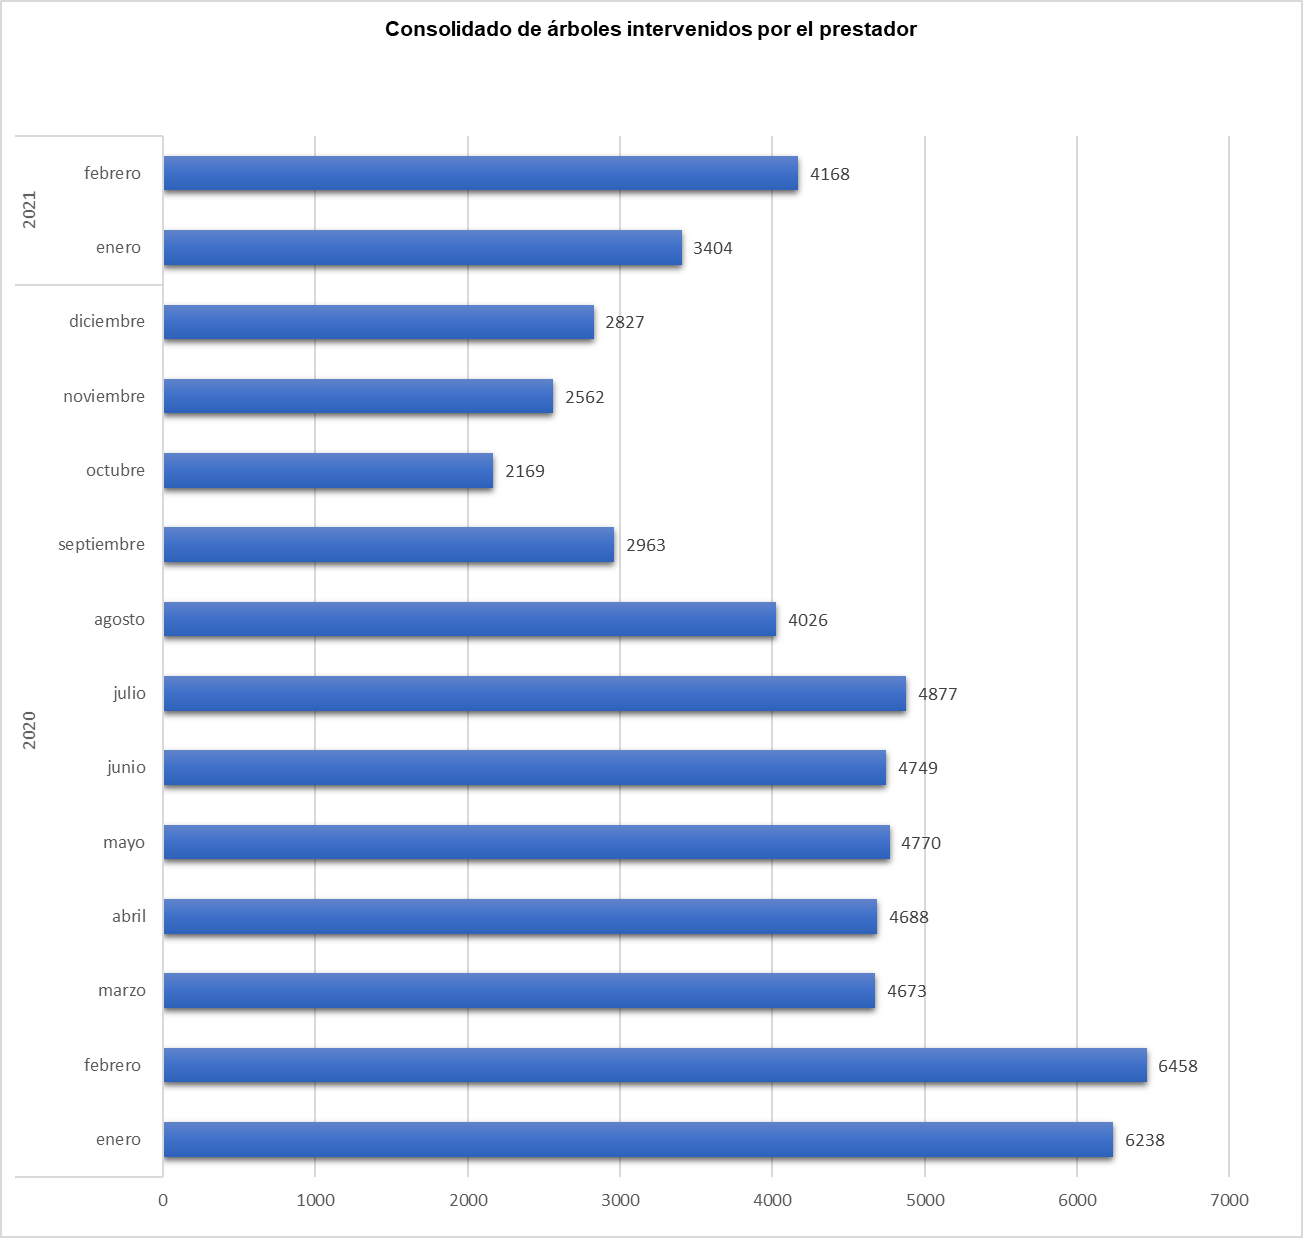 Consolidado de árboles intervenidos por el prestador
2021
febrero 4168
enero 3404
2020
diciembre 2827
noviembre 2562
octubre 2169
septiembre 2963
agosto 4026
julio 4877
junio 4749
mayo 4770
abril 4688
marzo 4673
febrero 6458
enero 6238
0 1000 2000 3000 4000 5000 6000 7000